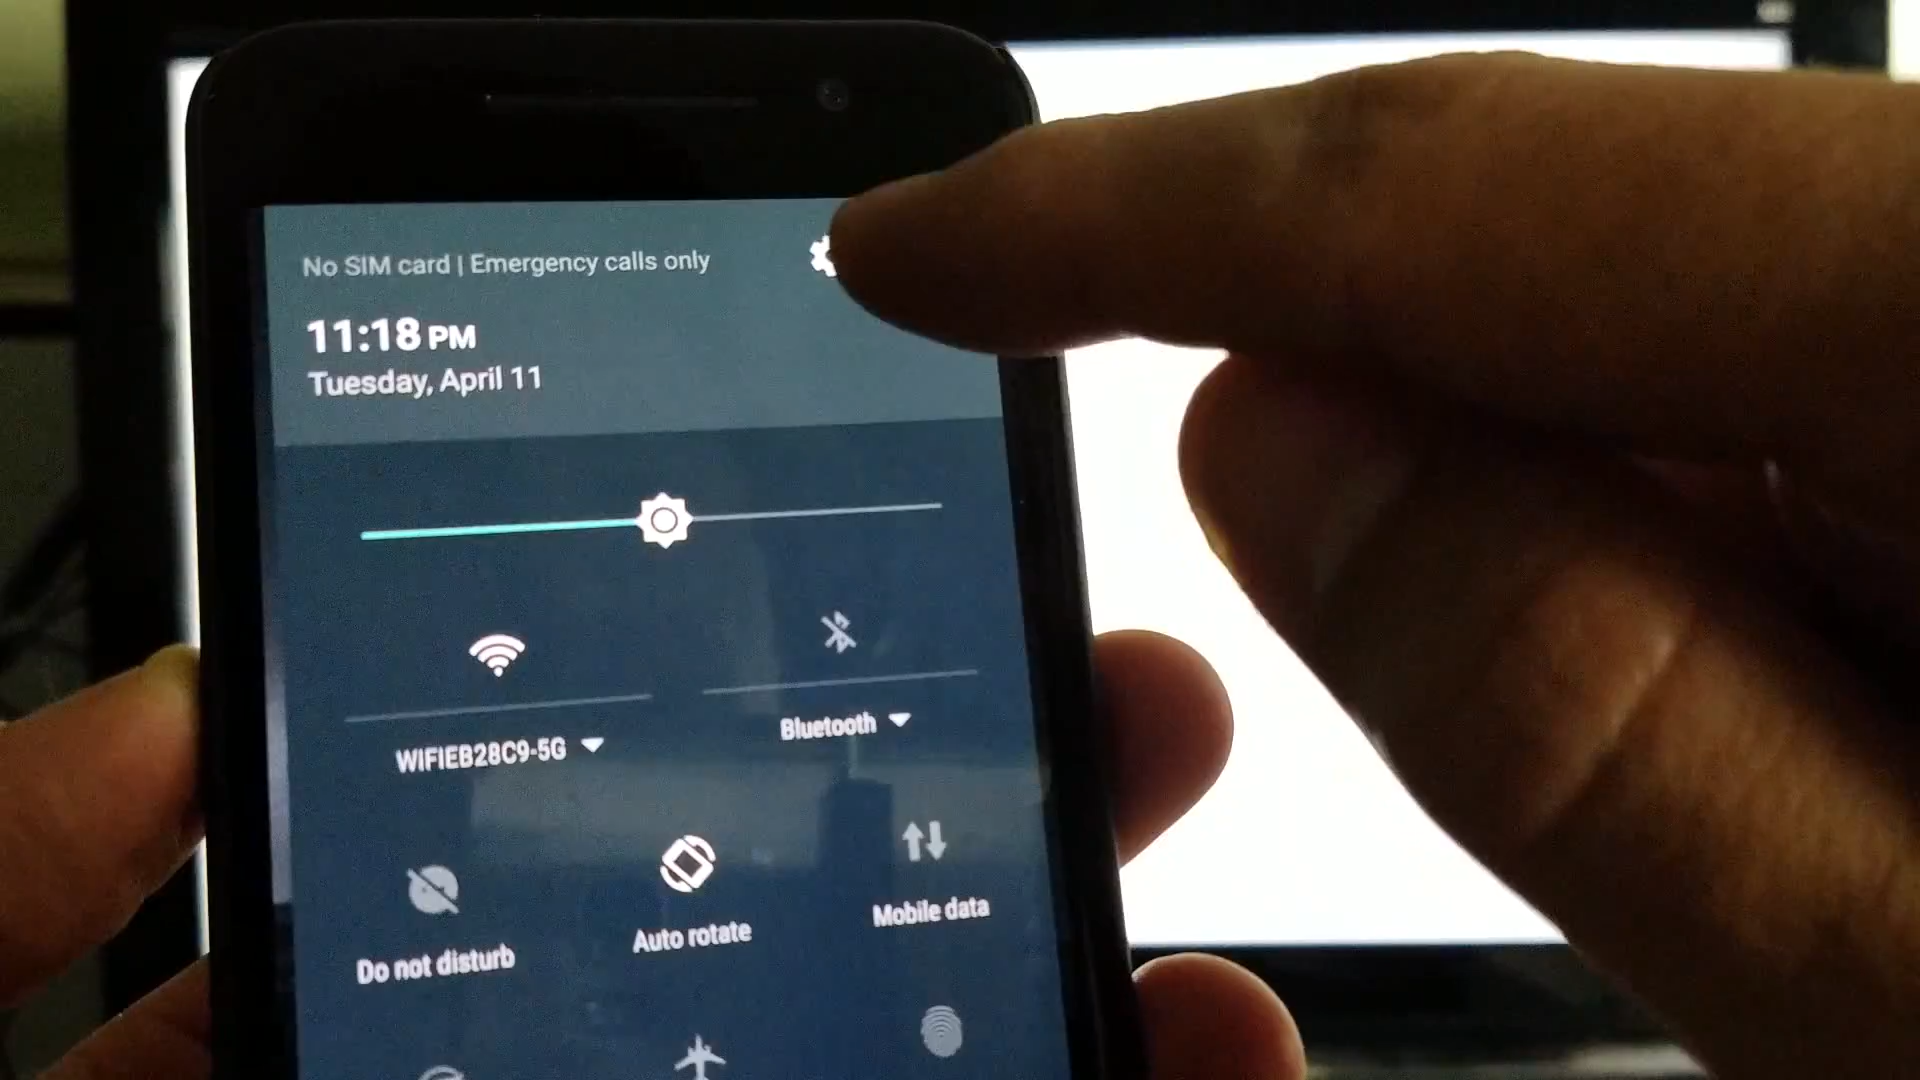 No SIM card | Emergency calls only
11:18 PM
Tuesday, April 11
WIFIEB28C9-5G
Bluetooth
Do not disturb
Auto rotate
Mobile data